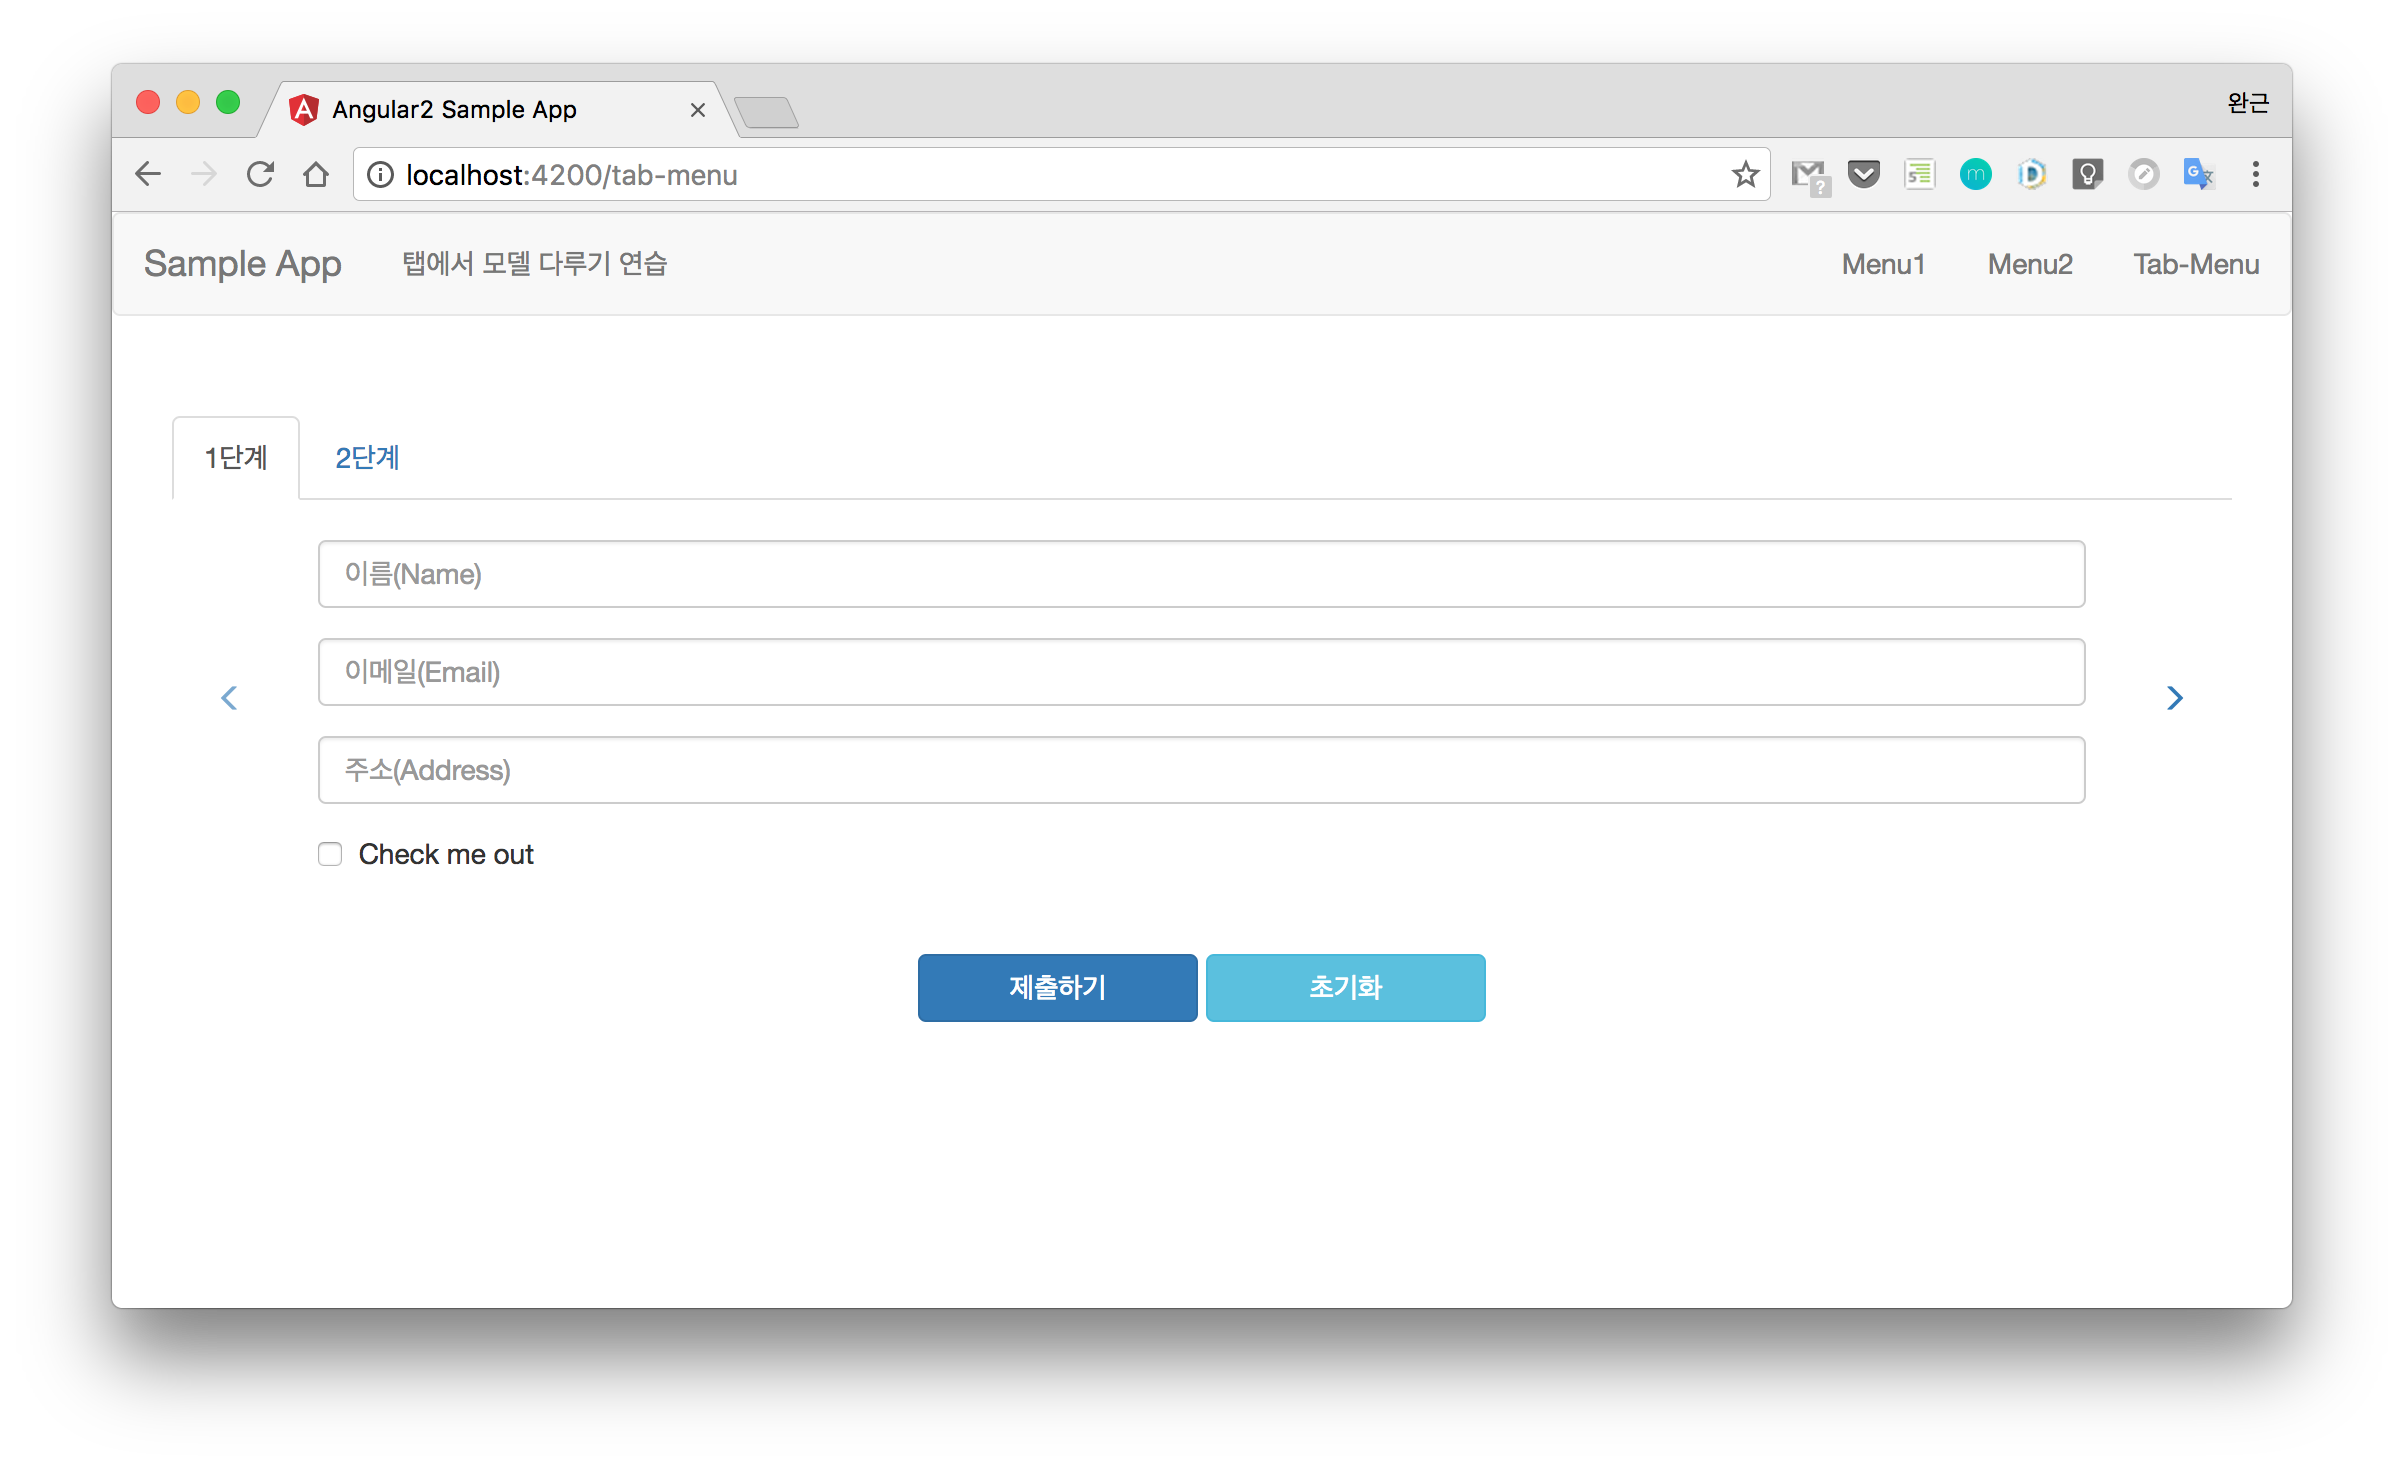 Angular2 Sample App
완근
localhost:4200/tab-menu
Sample App 탭에서 모델 다루기 연습 Menu1 Menu2 Tab-Menu
1단계 2단계
이름(Name)
이메일(Email)
주소(Address)
Check me out
제출하기 초기화